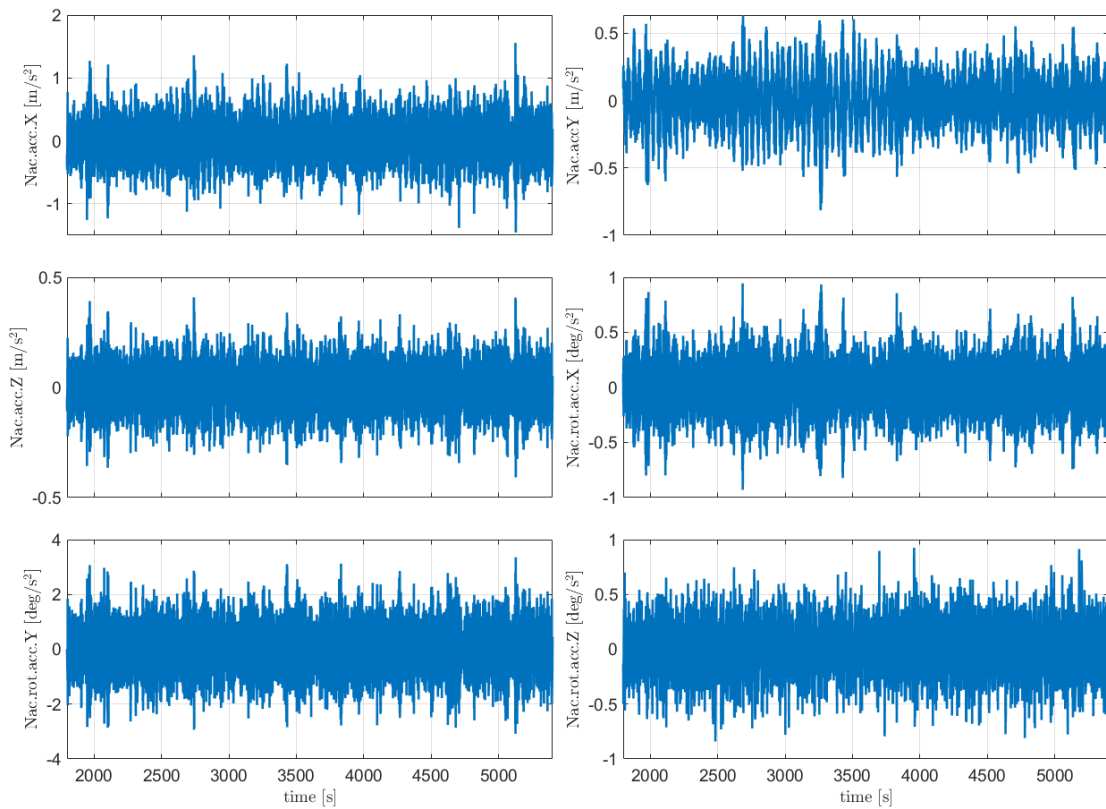 2
1
0
-1
Nac.acc.X [m/s²]
0.5
0
-0.5
-1
Nac.accY [m/s²]
0.5
0
-0.5
Nac.acc.Z [m/s²]
1
0.5
0
-0.5
-1
Nac.rot.acc.X [deg/s²]
4
2
0
-2
-4
Nac.rot.acc.Y [deg/s²]
2000 2500 3000 3500 4000 4500 5000
time [s]
1
0.5
0
-0.5
-1
Nac.rot.acc.Z [deg/s²]
2000 2500 3000 3500 4000 4500 5000
time [s]